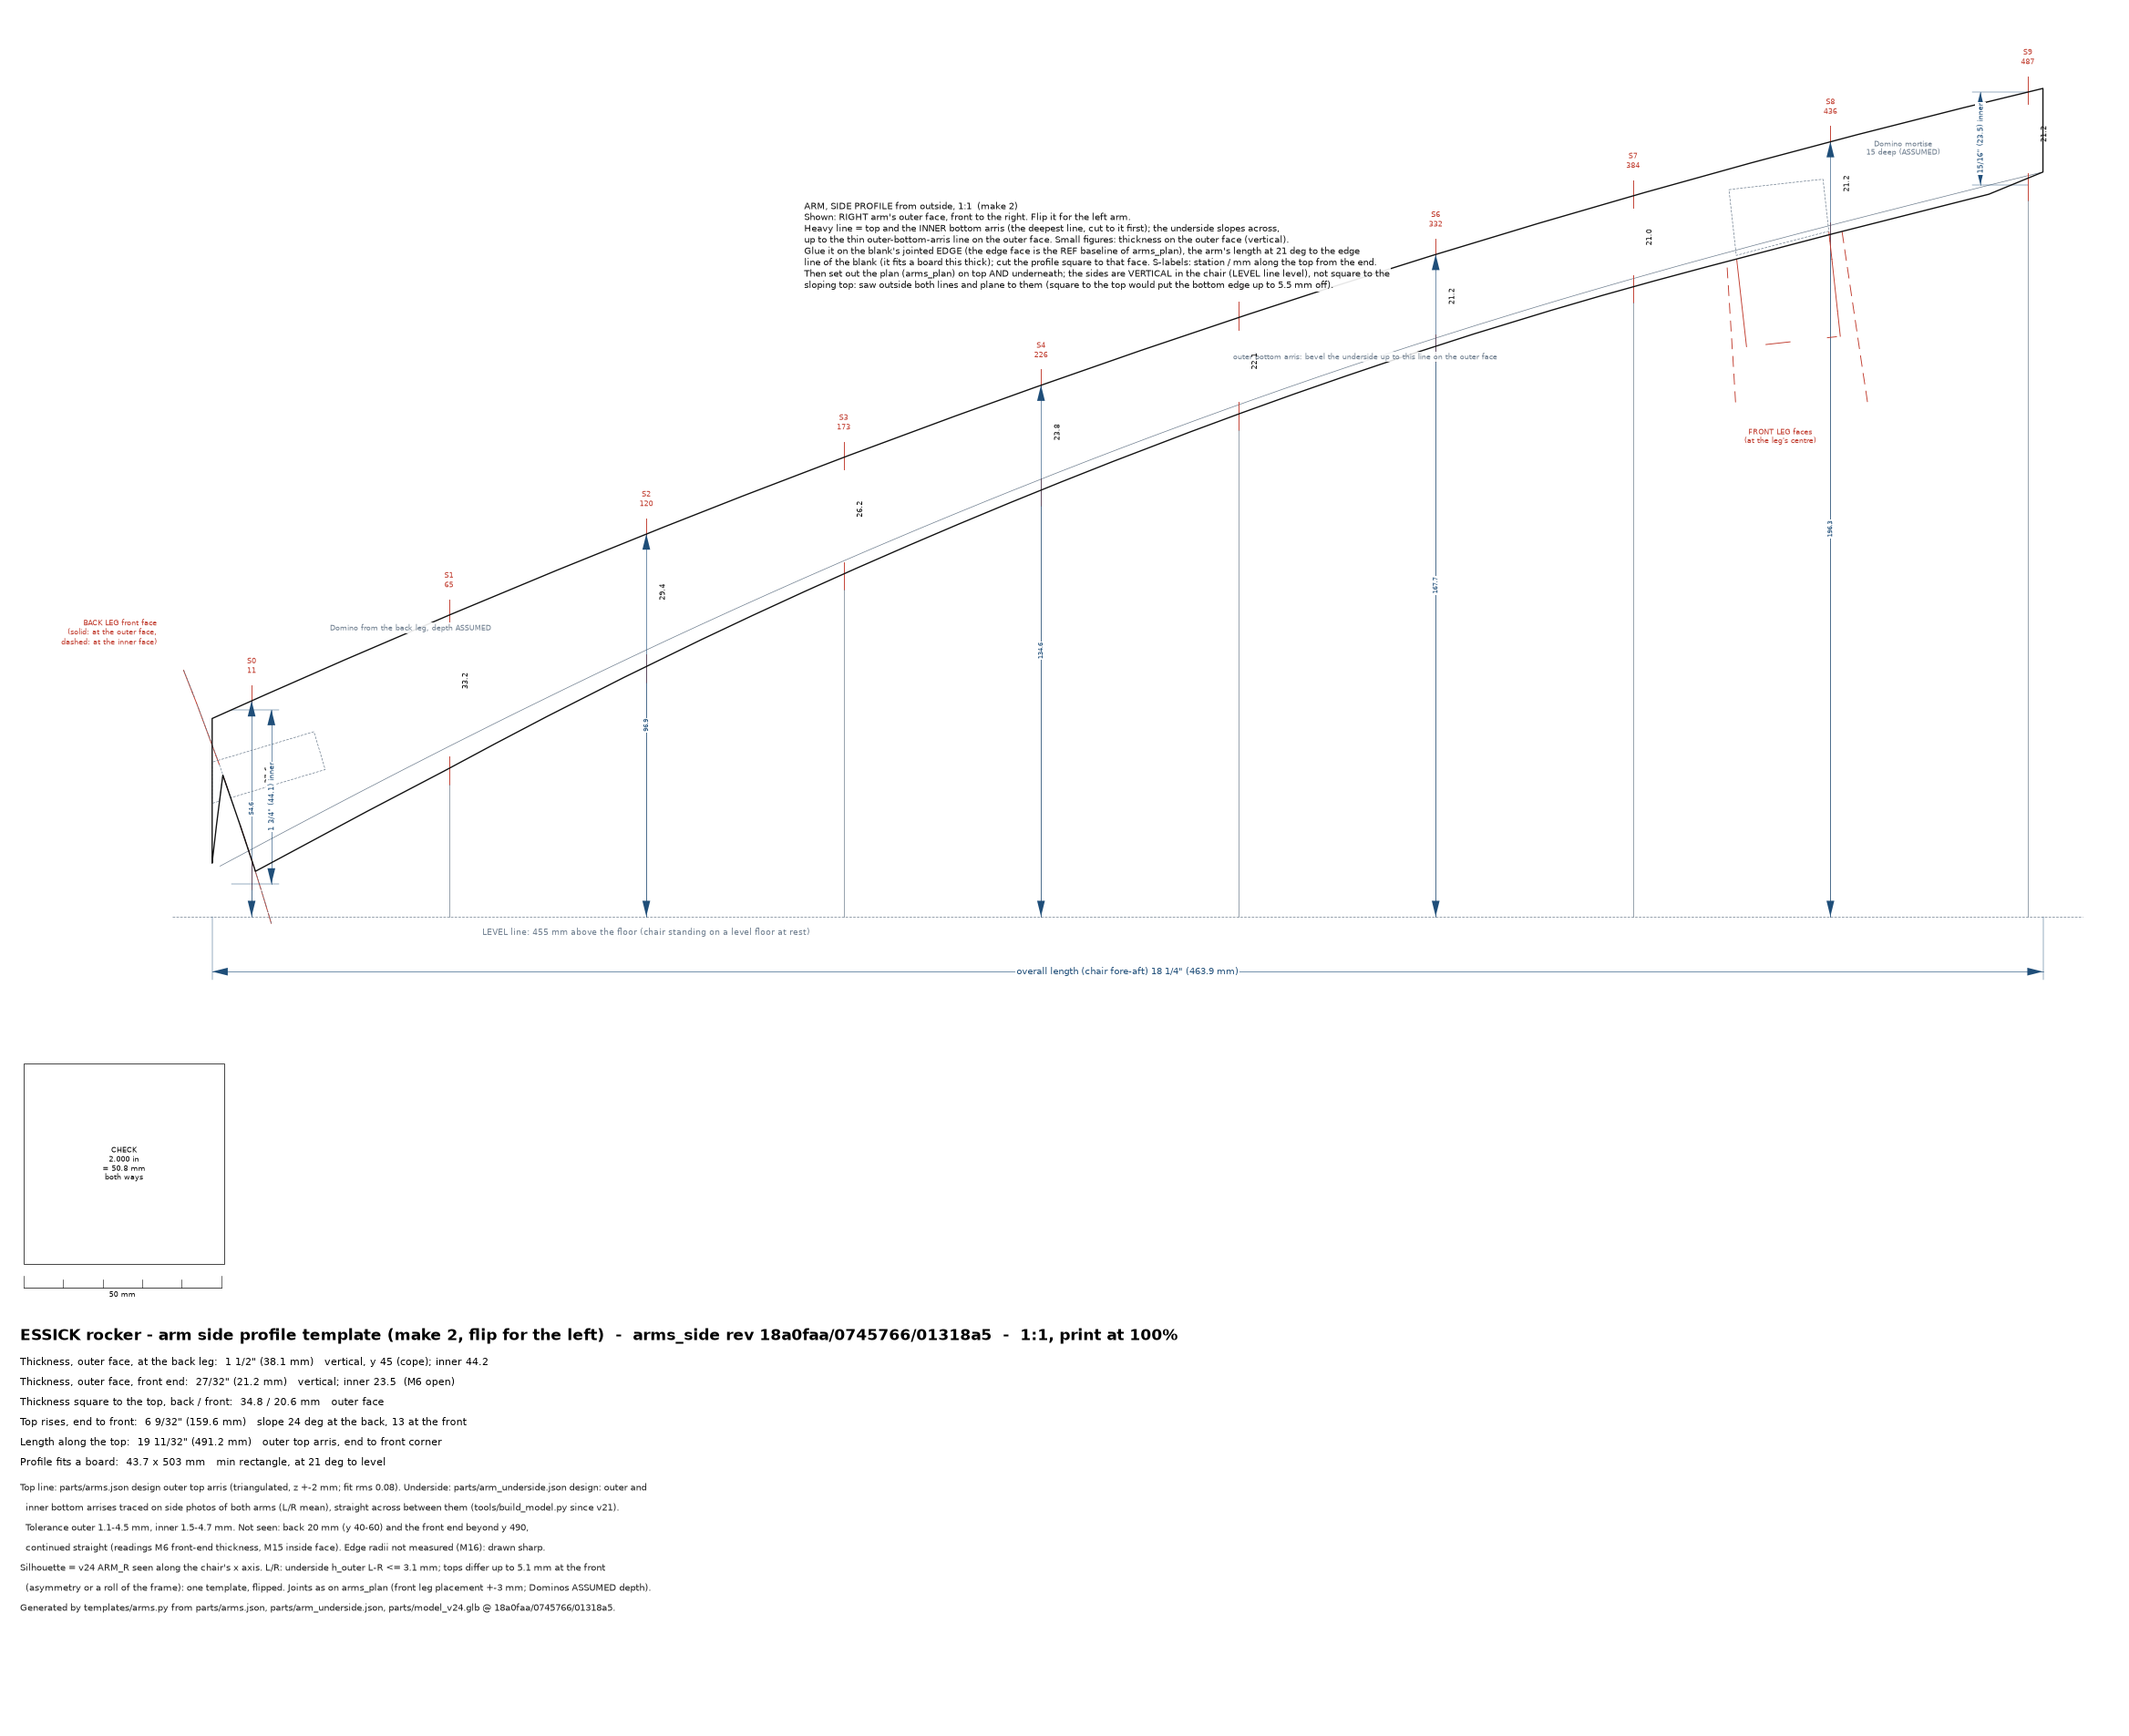 S9
487
S8
436
S7
384
S6
332
15/16" (23.5) inner
21.2
Domino mortise
15 deep (ASSUMED)
21.2
21.0
21.2
ARM, SIDE PROFILE from outside, 1:1  (make 2)
Shown: RIGHT arm's outer face, front to the right. Flip it for the left arm.
Heavy line = top and the INNER bottom arris (the deepest line, cut to it first); the underside slopes across,
up to the thin outer-bottom-arris line on the outer face. Small figures: thickness on the outer face (vertical).
Glue it on the blank's jointed EDGE (the edge face is the REF baseline of arms_plan), the arm's length at 21 deg to the edge
line of the blank (it fits a board this thick); cut the profile square to that face. S-labels: station / mm along the top from the end.
Then set out the plan (arms_plan) on top AND underneath; the sides are VERTICAL in the chair (LEVEL line level), not square to the
sloping top: saw outside both lines and plane to them (square to the top would put the bottom edge up to 5.5 mm off).
S4
226
outer bottom arris: bevel the underside up to this line on the outer face
S3
173
23.8
FRONT LEG faces
(at the leg's centre)
S2
120
26.2
196.3
S1
65
29.4
167.7
BACK LEG front face
(solid: at the outer face,
dashed: at the inner face)
Domino from the back leg, depth ASSUMED
134.6
S0
11
33.2
96.9
54.6
1 3/4" (44.1) inner
LEVEL line: 455 mm above the floor (chair standing on a level floor at rest)
overall length (chair fore-aft) 18 1/4" (463.9 mm)
CHECK
2.000 in
= 50.8 mm
both ways
50 mm
ESSICK rocker - arm side profile template (make 2, flip for the left)  -  arms_side rev 18a0faa/0745766/01318a5  -  1:1, print at 100%
Thickness, outer face, at the back leg:  1 1/2" (38.1 mm)   vertical, y 45 (cope); inner 44.2
Thickness, outer face, front end:  27/32" (21.2 mm)   vertical; inner 23.5  (M6 open)
Thickness square to the top, back / front:  34.8 / 20.6 mm   outer face
Top rises, end to front:  6 9/32" (159.6 mm)   slope 24 deg at the back, 13 at the front
Length along the top:  19 11/32" (491.2 mm)   outer top arris, end to front corner
Profile fits a board:  43.7 x 503 mm   min rectangle, at 21 deg to level
Top line: parts/arms.json design outer top arris (triangulated, z +-2 mm; fit rms 0.08). Underside: parts/arm_underside.json design: outer and
inner bottom arrises traced on side photos of both arms (L/R mean), straight across between them (tools/build_model.py since v21).
Tolerance outer 1.1-4.5 mm, inner 1.5-4.7 mm. Not seen: back 20 mm (y 40-60) and the front end beyond y 490,
continued straight (readings M6 front-end thickness, M15 inside face). Edge radii not measured (M16): drawn sharp.
Silhouette = v24 ARM_R seen along the chair's x axis. L/R: underside h_outer L-R <= 3.1 mm; tops differ up to 5.1 mm at the front
(asymmetry or a roll of the frame): one template, flipped. Joints as on arms_plan (front leg placement +-3 mm; Dominos ASSUMED depth).
Generated by templates/arms.py from parts/arms.json, parts/arm_underside.json, parts/model_v24.glb @ 18a0faa/0745766/01318a5.